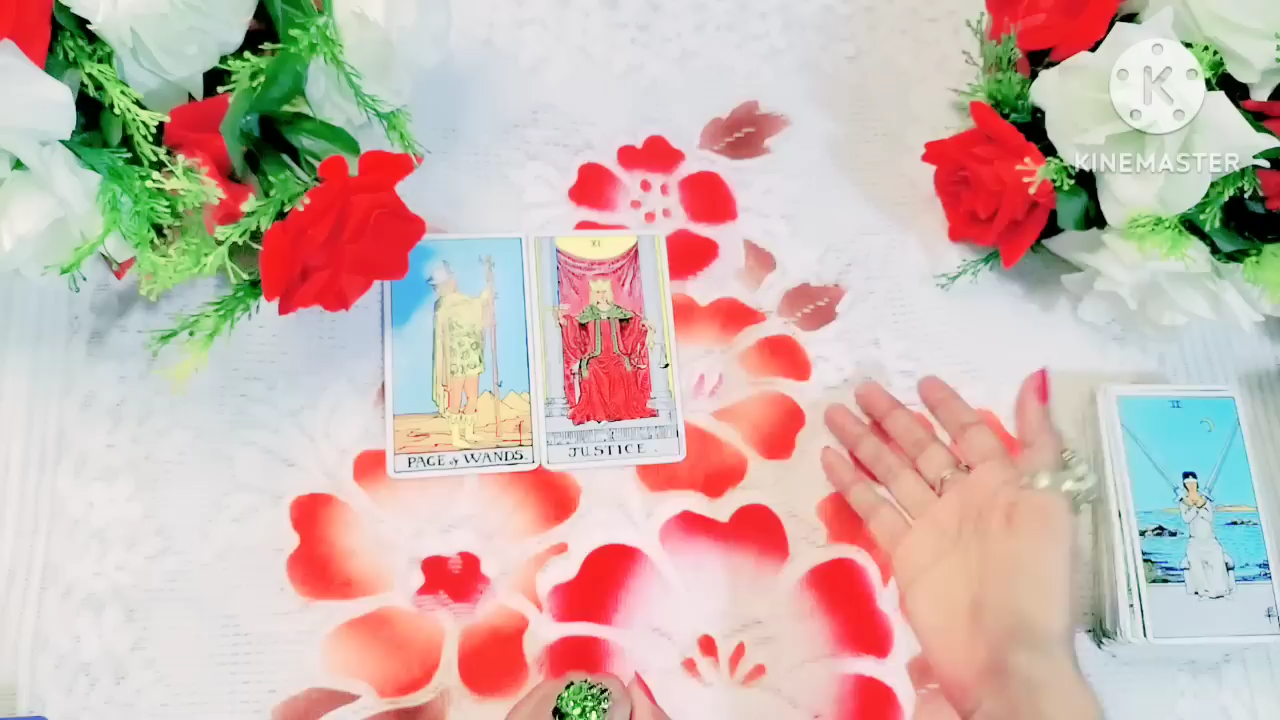 K
KINEMASTER
XI
PAGE of WANDS.
JUSTICE.
II